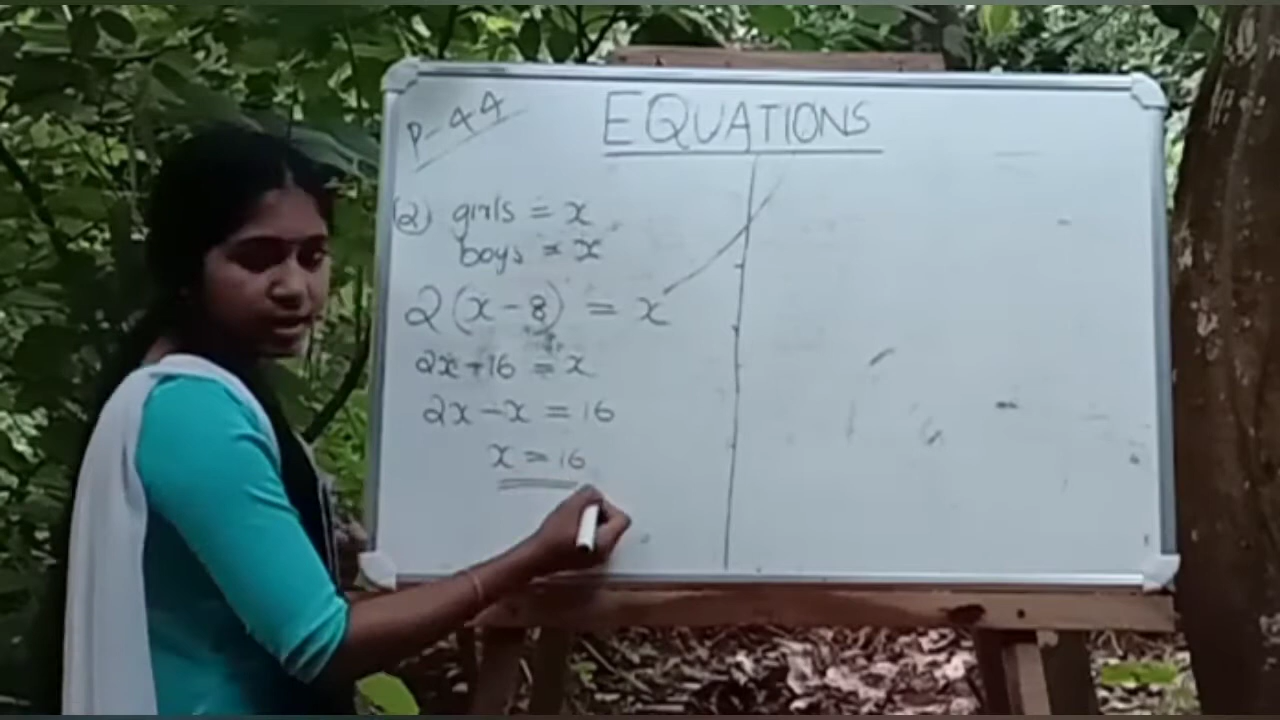 P-44
EQUATIONS
(2) girls = x
boys = x
2(x-8) = x
2x-16 = x
2x-x = 16
x = 16